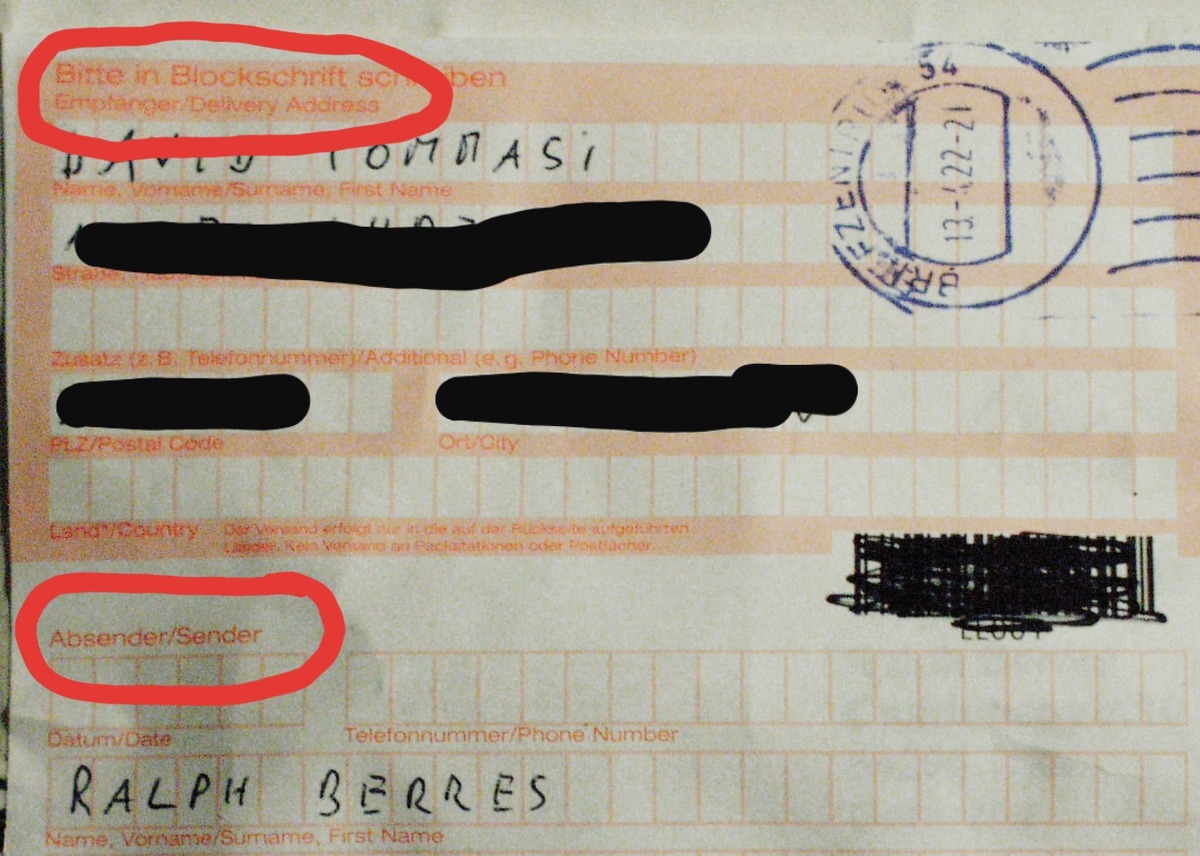 Bitte in Blockschrift schreiben
Empfänger/Delivery Address
54
DAVID TOMMASi
Name, Vorname/Surname, First Name
13.-4.22-21
BRIEFZENTRUM
Straße,
Zusatz (z.B. Telefonnummer)/Additional (e.g. Phone Number)
PLZ/Postal Code Ort/City
Land*/Country Der Versand erfolgt nur in die auf der Rückseite aufgeführten
Länder. Kein Versand an Packstationen oder Postfächer.
Absender/Sender
Datum/Date Telefonnummer/Phone Number
RALPH BERRES
Name, Vorname/Surname, First Name